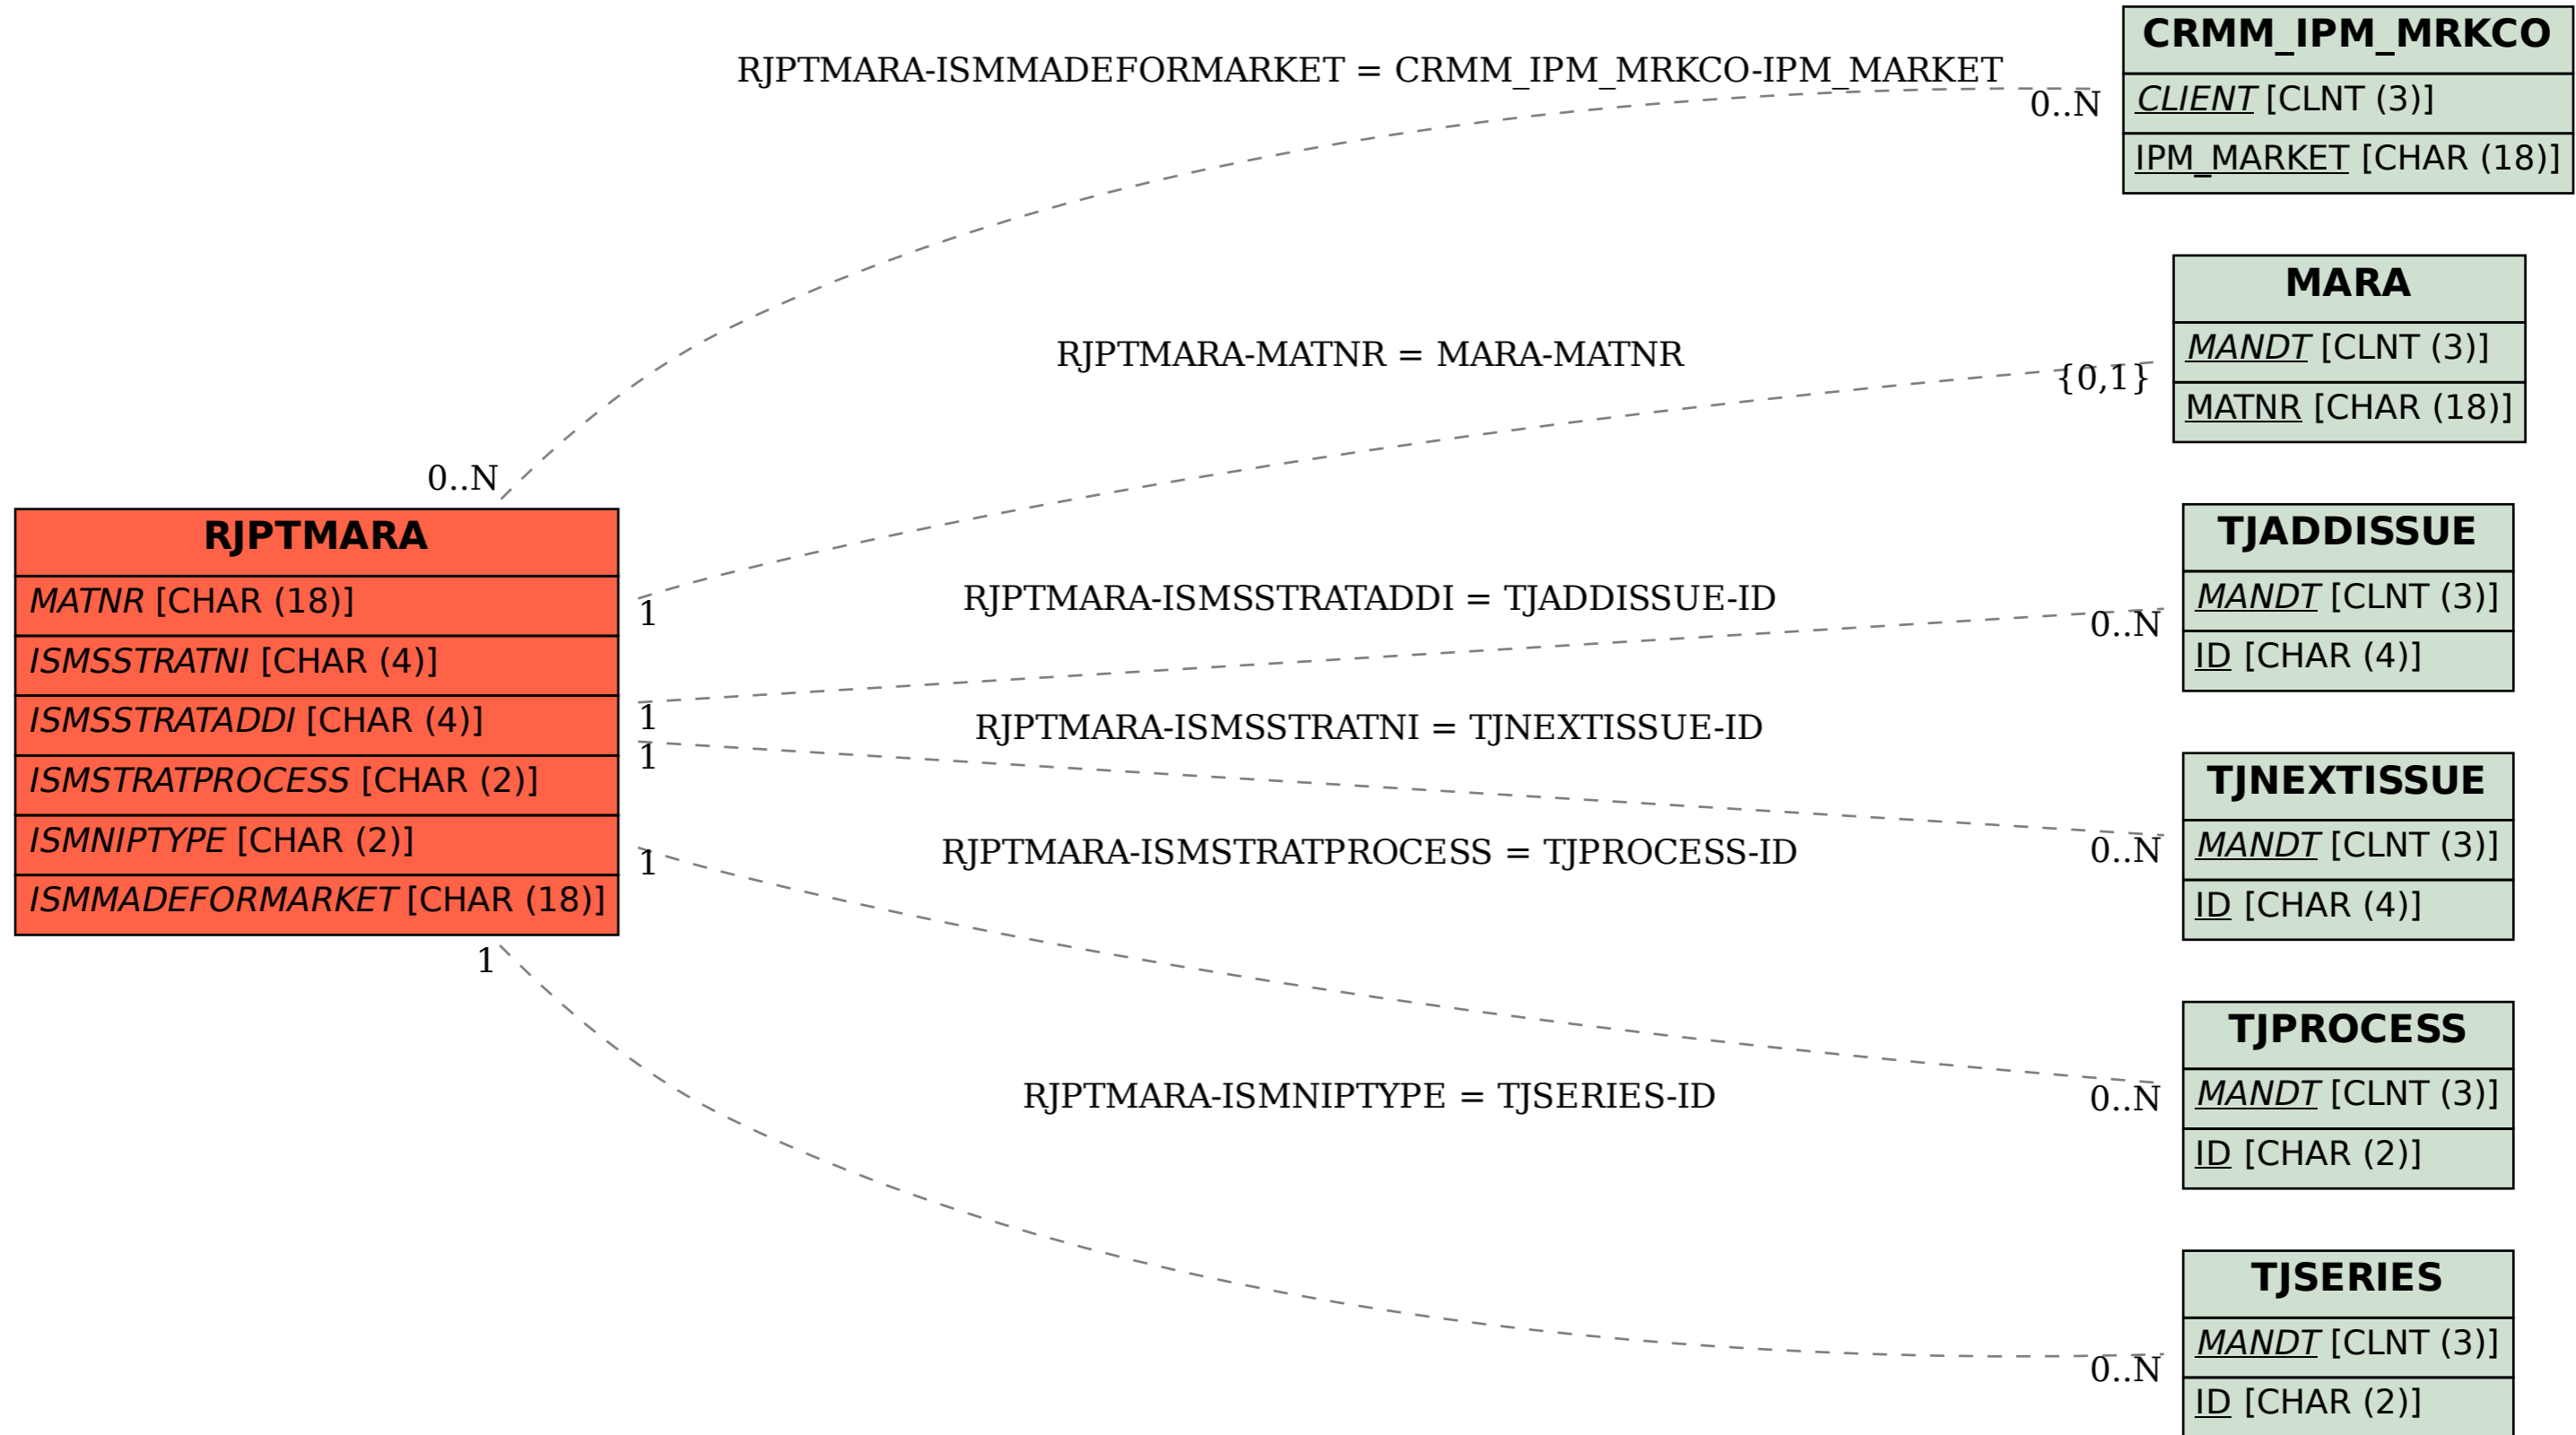 CRMM_IPM_MRKCO
CLIENT [CLNT (3)]
IPM_MARKET [CHAR (18)]
RJPTMARA-ISMMADEFORMARKET = CRMM_IPM_MRKCO-IPM_MARKET
0..N
0..N
MARA
MANDT [CLNT (3)]
MATNR [CHAR (18)]
RJPTMARA-MATNR = MARA-MATNR
{0,1}
1
RJPTMARA
MATNR [CHAR (18)]
ISMSSTRATNI [CHAR (4)]
ISMSSTRATADDI [CHAR (4)]
ISMSTRATPROCESS [CHAR (2)]
ISMNIPTYPE [CHAR (2)]
ISMMADEFORMARKET [CHAR (18)]
TJADDISSUE
MANDT [CLNT (3)]
ID [CHAR (4)]
RJPTMARA-ISMSSTRATADDI = TJADDISSUE-ID
0..N
1
RJPTMARA-ISMSSTRATNI = TJNEXTISSUE-ID
1
0..N
TJNEXTISSUE
MANDT [CLNT (3)]
ID [CHAR (4)]
RJPTMARA-ISMSTRATPROCESS = TJPROCESS-ID
1
0..N
TJPROCESS
MANDT [CLNT (3)]
ID [CHAR (2)]
RJPTMARA-ISMNIPTYPE = TJSERIES-ID
1
0..N
TJSERIES
MANDT [CLNT (3)]
ID [CHAR (2)]